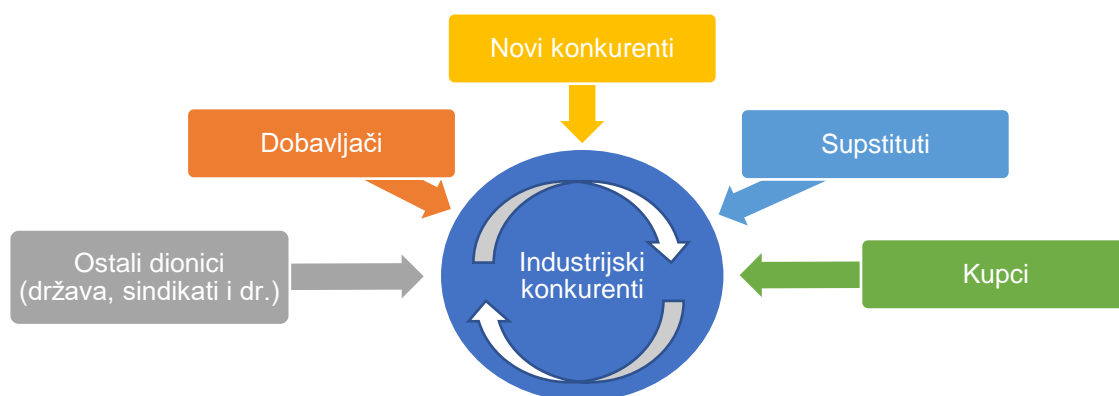 Novi konkurenti
Dobavljači
Supstituti
Ostali dionici
(država, sindikati i dr.)
Industrijski
konkurenti
Kupci